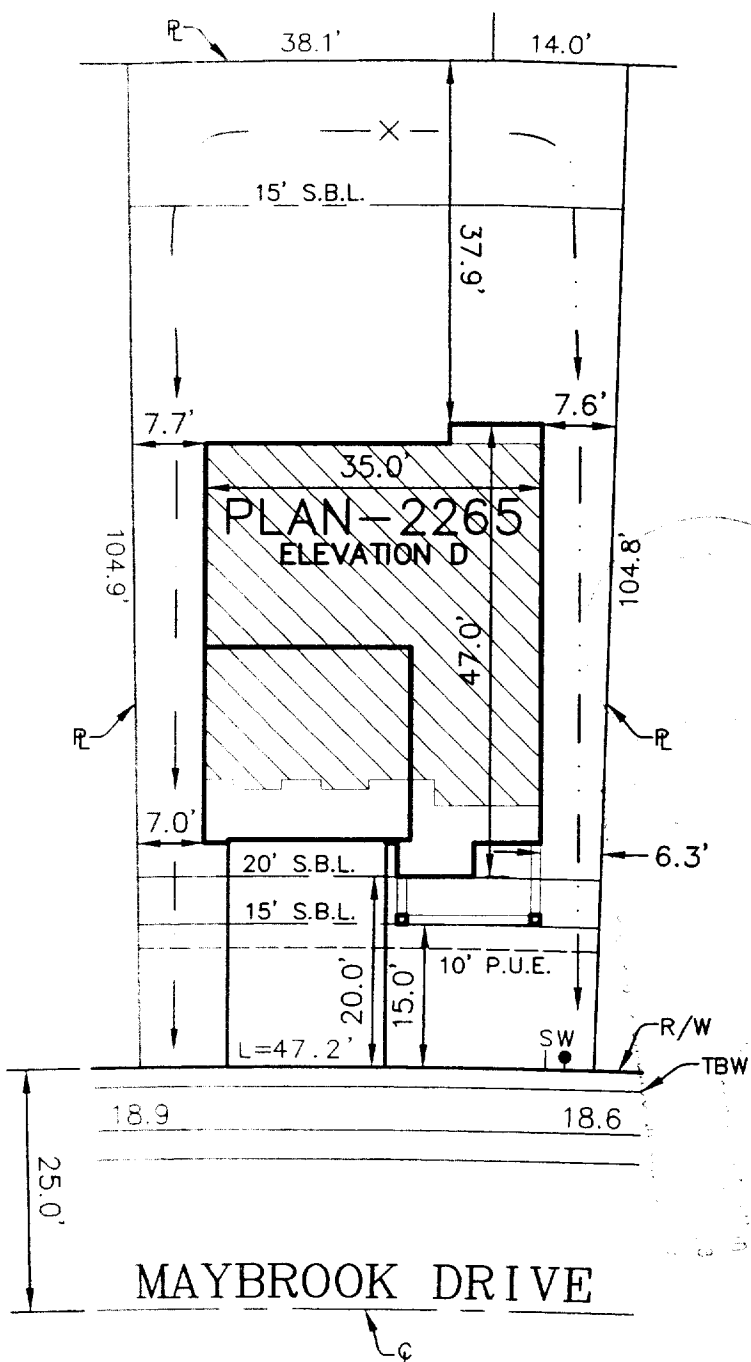 PL
38.1'
14.0'
X
15' S.B.L.
37.9'
7.7'
7.6'
35.0'
PLAN-2265
ELEVATION D
104.9'
104.8'
47.0'
PL
PL
7.0'
6.3'
20' S.B.L.
15' S.B.L.
10' P.U.E.
20.0'
15.0'
L=47.2'
SW
R/W
TBW
18.9
18.6
25.0'
MAYBROOK DRIVE
CL